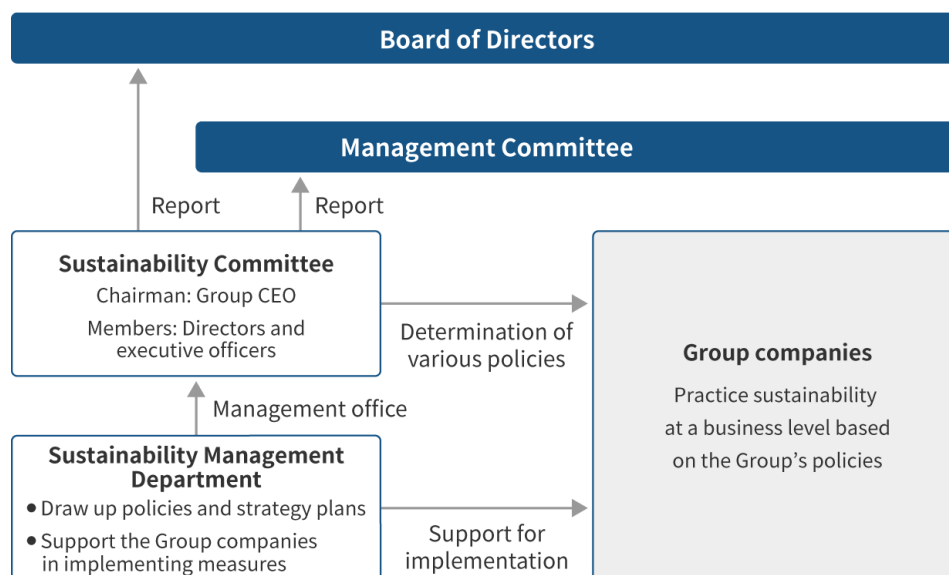 Board of Directors
Management Committee
Report
Report
Sustainability Committee
Chairman: Group CEO
Members: Directors and
executive officers
Determination of
various policies
Group companies
Practice sustainability
at a business level based
on the Group’s policies
Management office
Sustainability Management
Department
• Draw up policies and strategy plans
• Support the Group companies
in implementing measures
Support for
implementation